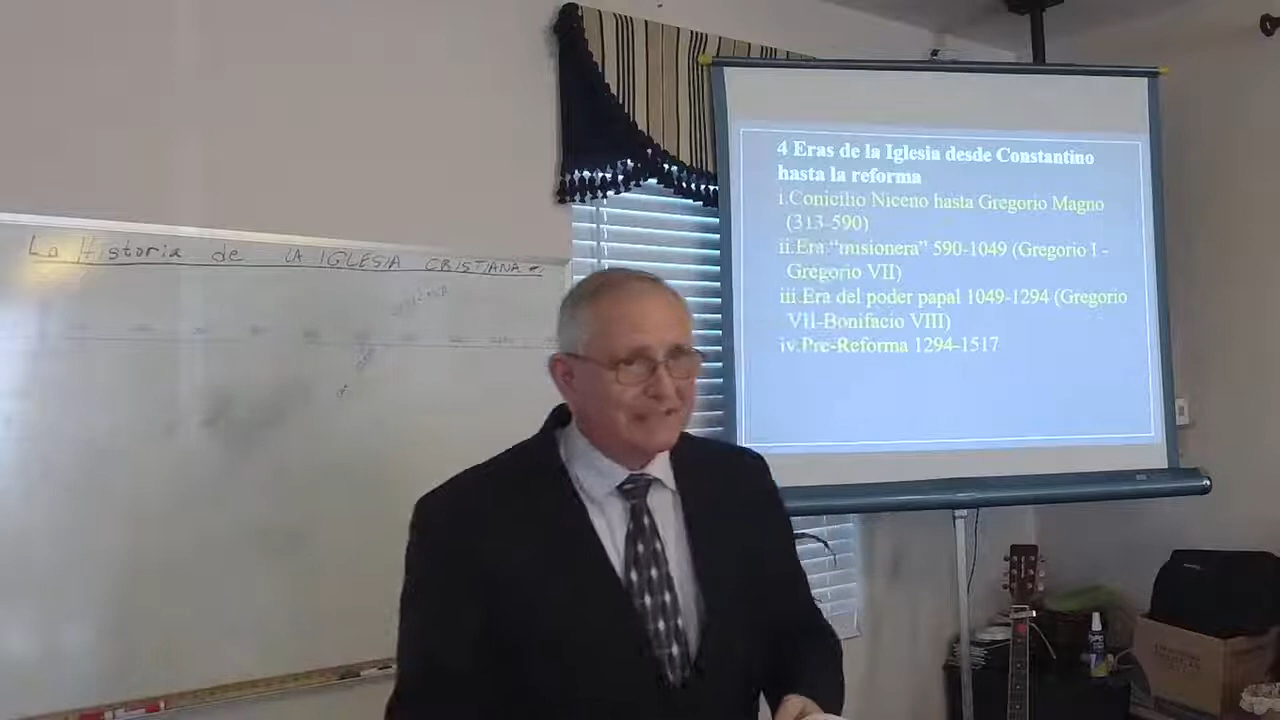 La Historia de LA IGLESIA CRISTIANA
4 Eras de la Iglesia desde Constantino
hasta la reforma
i.Conicilio Niceno hasta Gregorio Magno
(313-590)
ii.Era "misionera" 590-1049 (Gregorio I -
Gregorio VII)
iii.Era del poder papal 1049-1294 (Gregorio
VII-Bonifacio VIII)
iv.Pre-Reforma 1294-1517